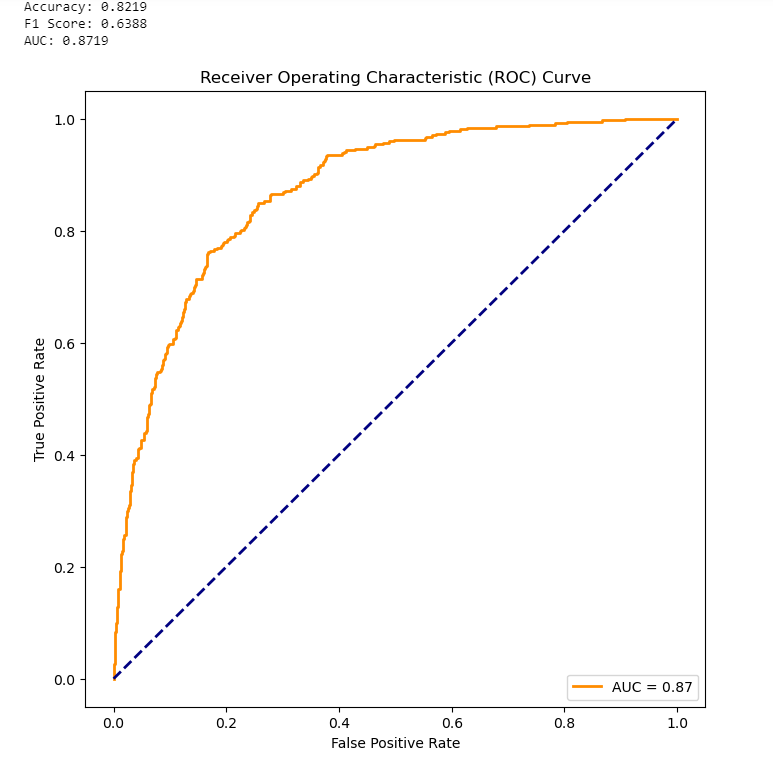 Accuracy: 0.8219
F1 Score: 0.6388
AUC: 0.8719
Receiver Operating Characteristic (ROC) Curve
1.0
0.8
0.6
0.4
0.2
0.0
True Positive Rate
AUC = 0.87
0.0 0.2 0.4 0.6 0.8 1.0
False Positive Rate